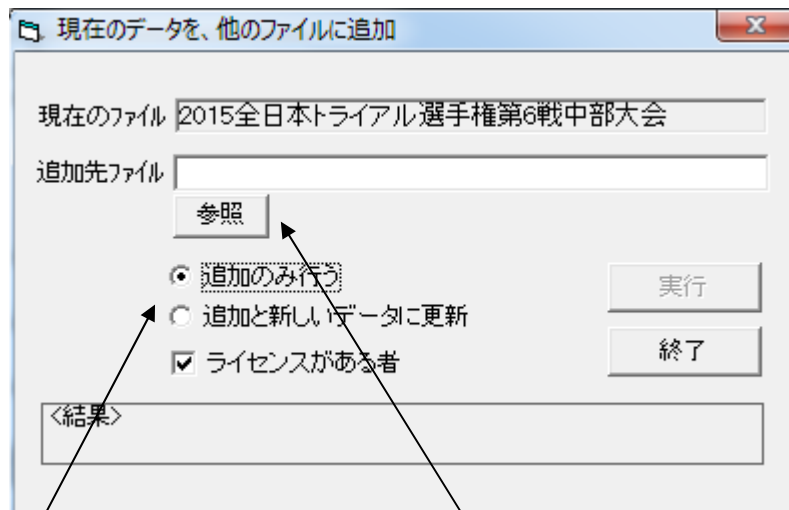 現在のデータを、他のファイルに追加
現在のファイル 2015全日本トライアル選手権第6戦中部大会
追加先ファイル
参照
追加のみ行う
実行
追加と新しいデータに更新
ライセンスがある者
終了
<結果>